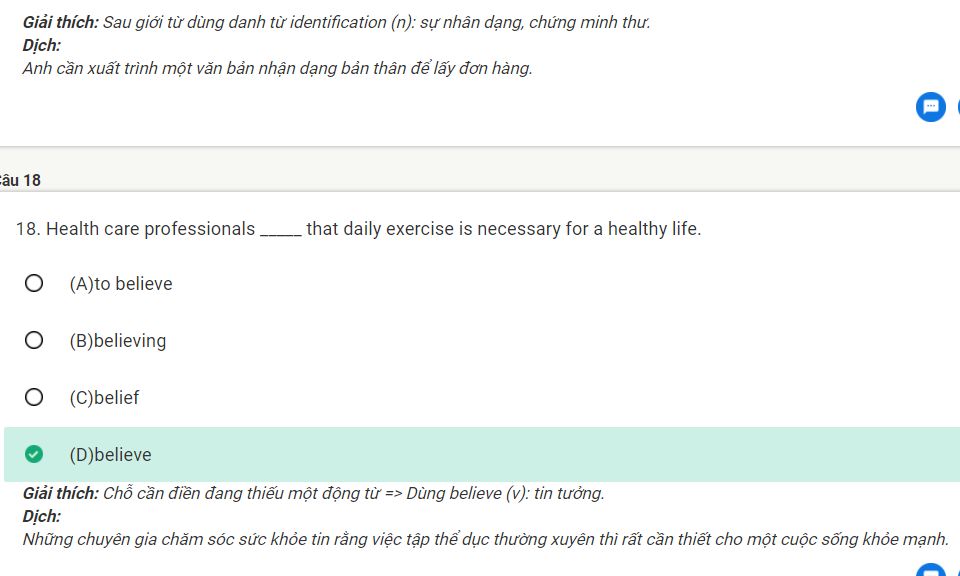 Giải thích: Sau giới từ dùng danh từ identification (n): sự nhân dạng, chứng minh thư.
Dịch:
Anh cần xuất trình một văn bản nhận dạng bản thân để lấy đơn hàng.
Câu 18
18. Health care professionals _____ that daily exercise is necessary for a healthy life.
(A)to believe
(B)believing
(C)belief
(D)believe
Giải thích: Chỗ cần điền đang thiếu một động từ => Dùng believe (v): tin tưởng.
Dịch:
Những chuyên gia chăm sóc sức khỏe tin rằng việc tập thể dục thường xuyên thì rất cần thiết cho một cuộc sống khỏe mạnh.